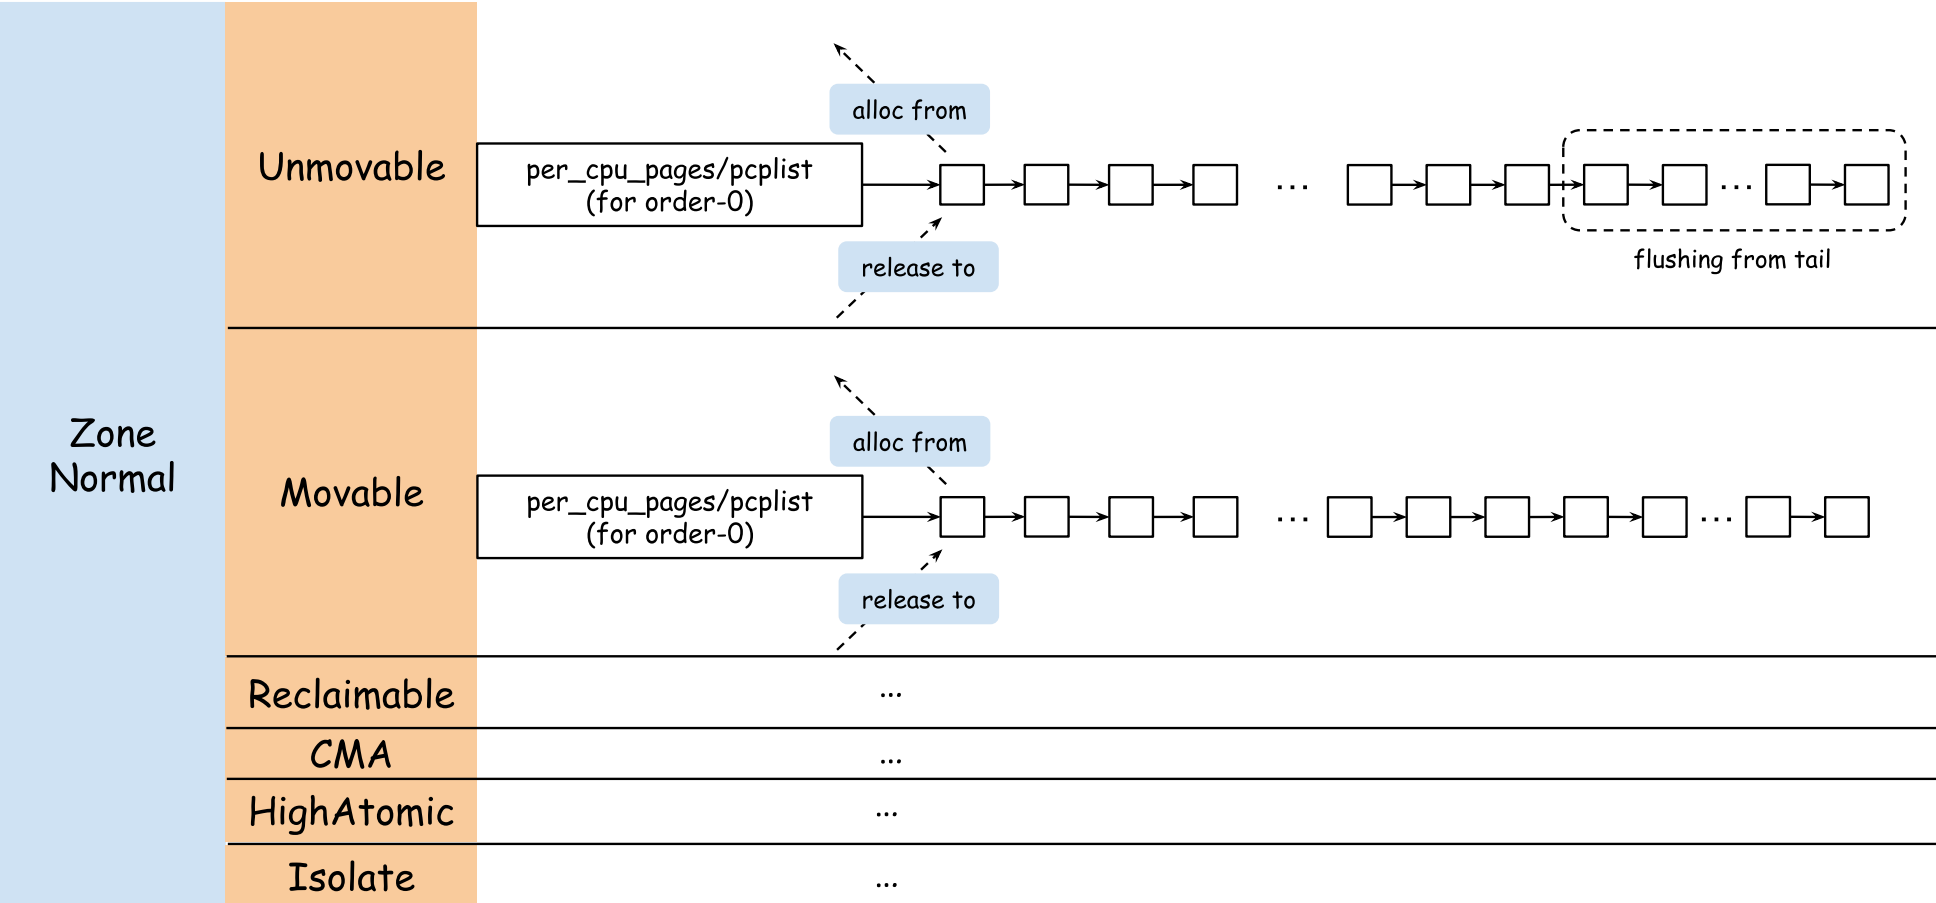 Zone
Normal
Unmovable
per_cpu_pages/pcplist
(for order-0)
alloc from
release to
...
...
flushing from tail
Movable
per_cpu_pages/pcplist
(for order-0)
alloc from
release to
...
...
Reclaimable
...
CMA
...
HighAtomic
...
Isolate
...